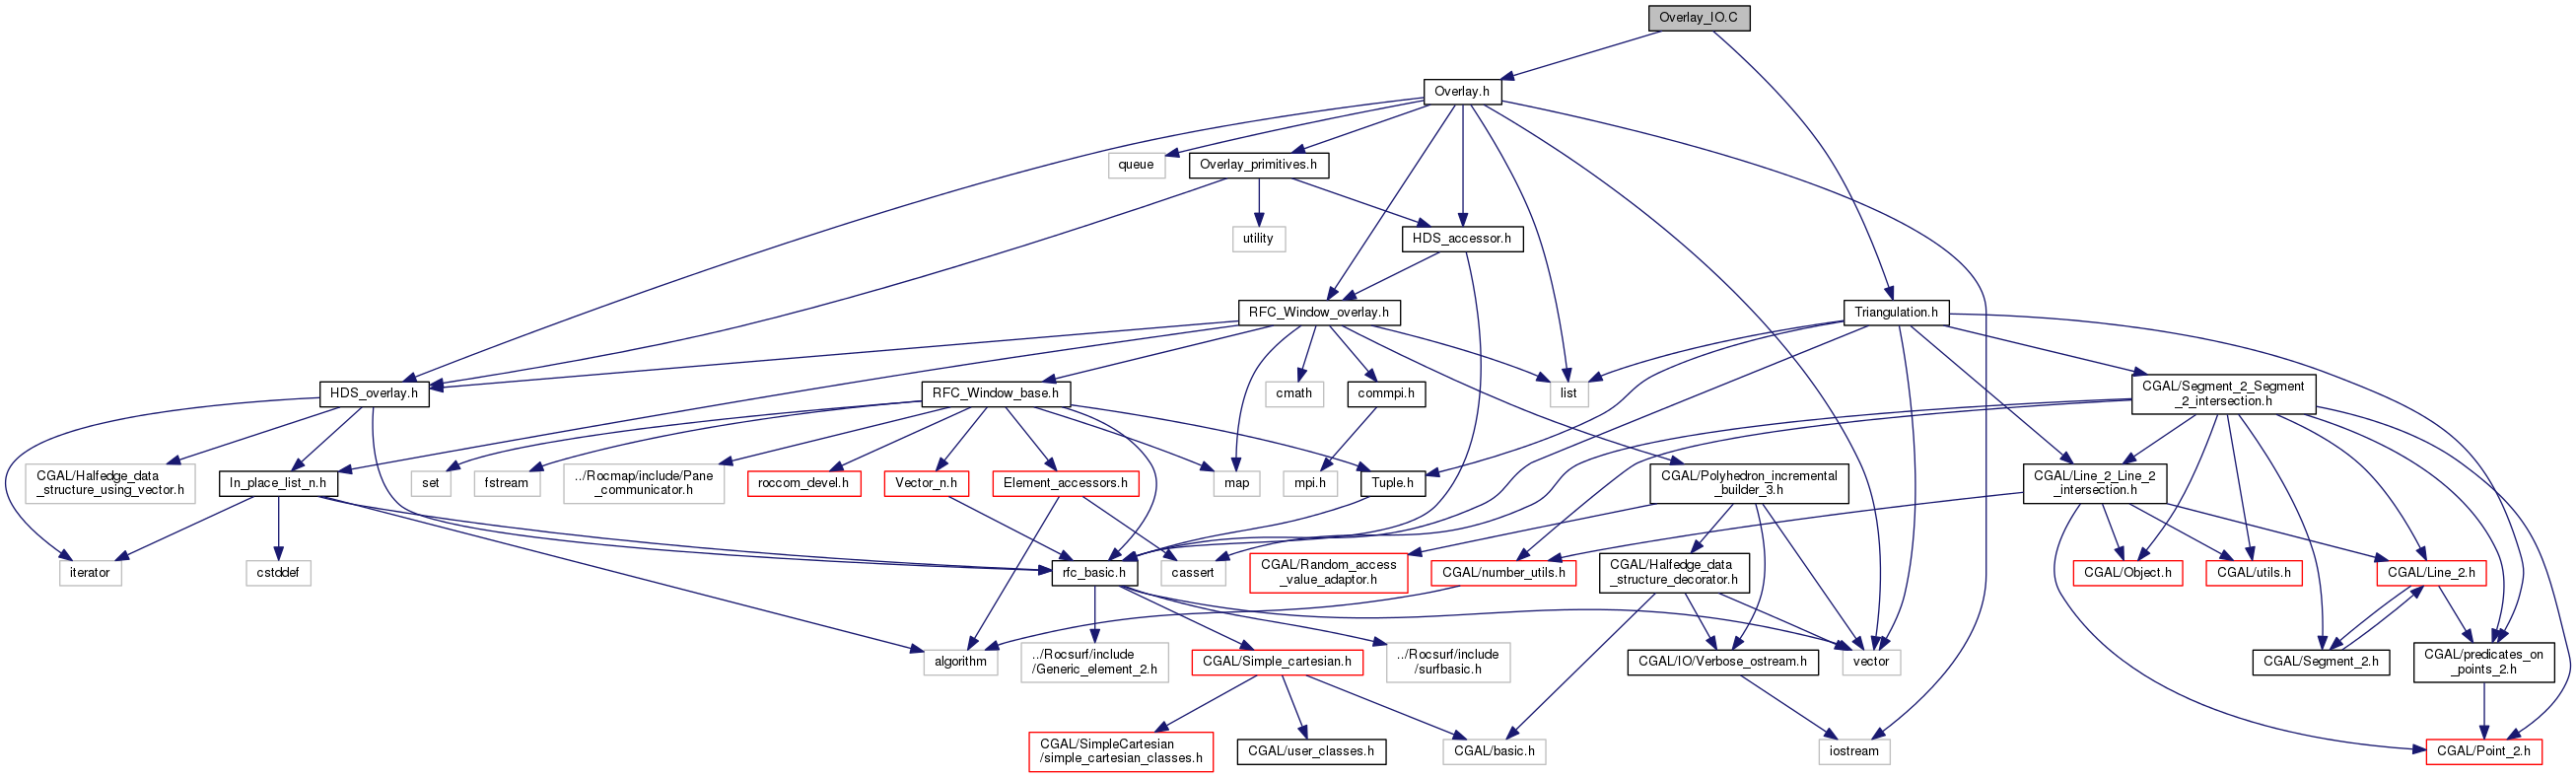 Overlay_IO.C
Overlay.h
queue
Overlay_primitives.h
utility
HDS_accessor.h
RFC_Window_overlay.h
Triangulation.h
HDS_overlay.h
RFC_Window_base.h
cmath
commpi.h
list
CGAL/Segment_2_Segment
_2_intersection.h
CGAL/Halfedge_data
_structure_using_vector.h
In_place_list_n.h
set
fstream
../Rocmap/include/Pane
_communicator.h
roccom_devel.h
Vector_n.h
Element_accessors.h
map
mpi.h
Tuple.h
CGAL/Polyhedron_incremental
_builder_3.h
CGAL/Line_2_Line_2
_intersection.h
iterator
cstddef
rfc_basic.h
cassert
CGAL/Random_access
_value_adaptor.h
CGAL/number_utils.h
CGAL/Halfedge_data
_structure_decorator.h
CGAL/Object.h
CGAL/utils.h
CGAL/Line_2.h
algorithm
../Rocsurf/include
/Generic_element_2.h
CGAL/Simple_cartesian.h
../Rocsurf/include
/surfbasic.h
CGAL/IO/Verbose_ostream.h
vector
CGAL/Segment_2.h
CGAL/predicates_on
_points_2.h
CGAL/SimpleCartesian
/simple_cartesian_classes.h
CGAL/user_classes.h
CGAL/basic.h
iostream
CGAL/Point_2.h